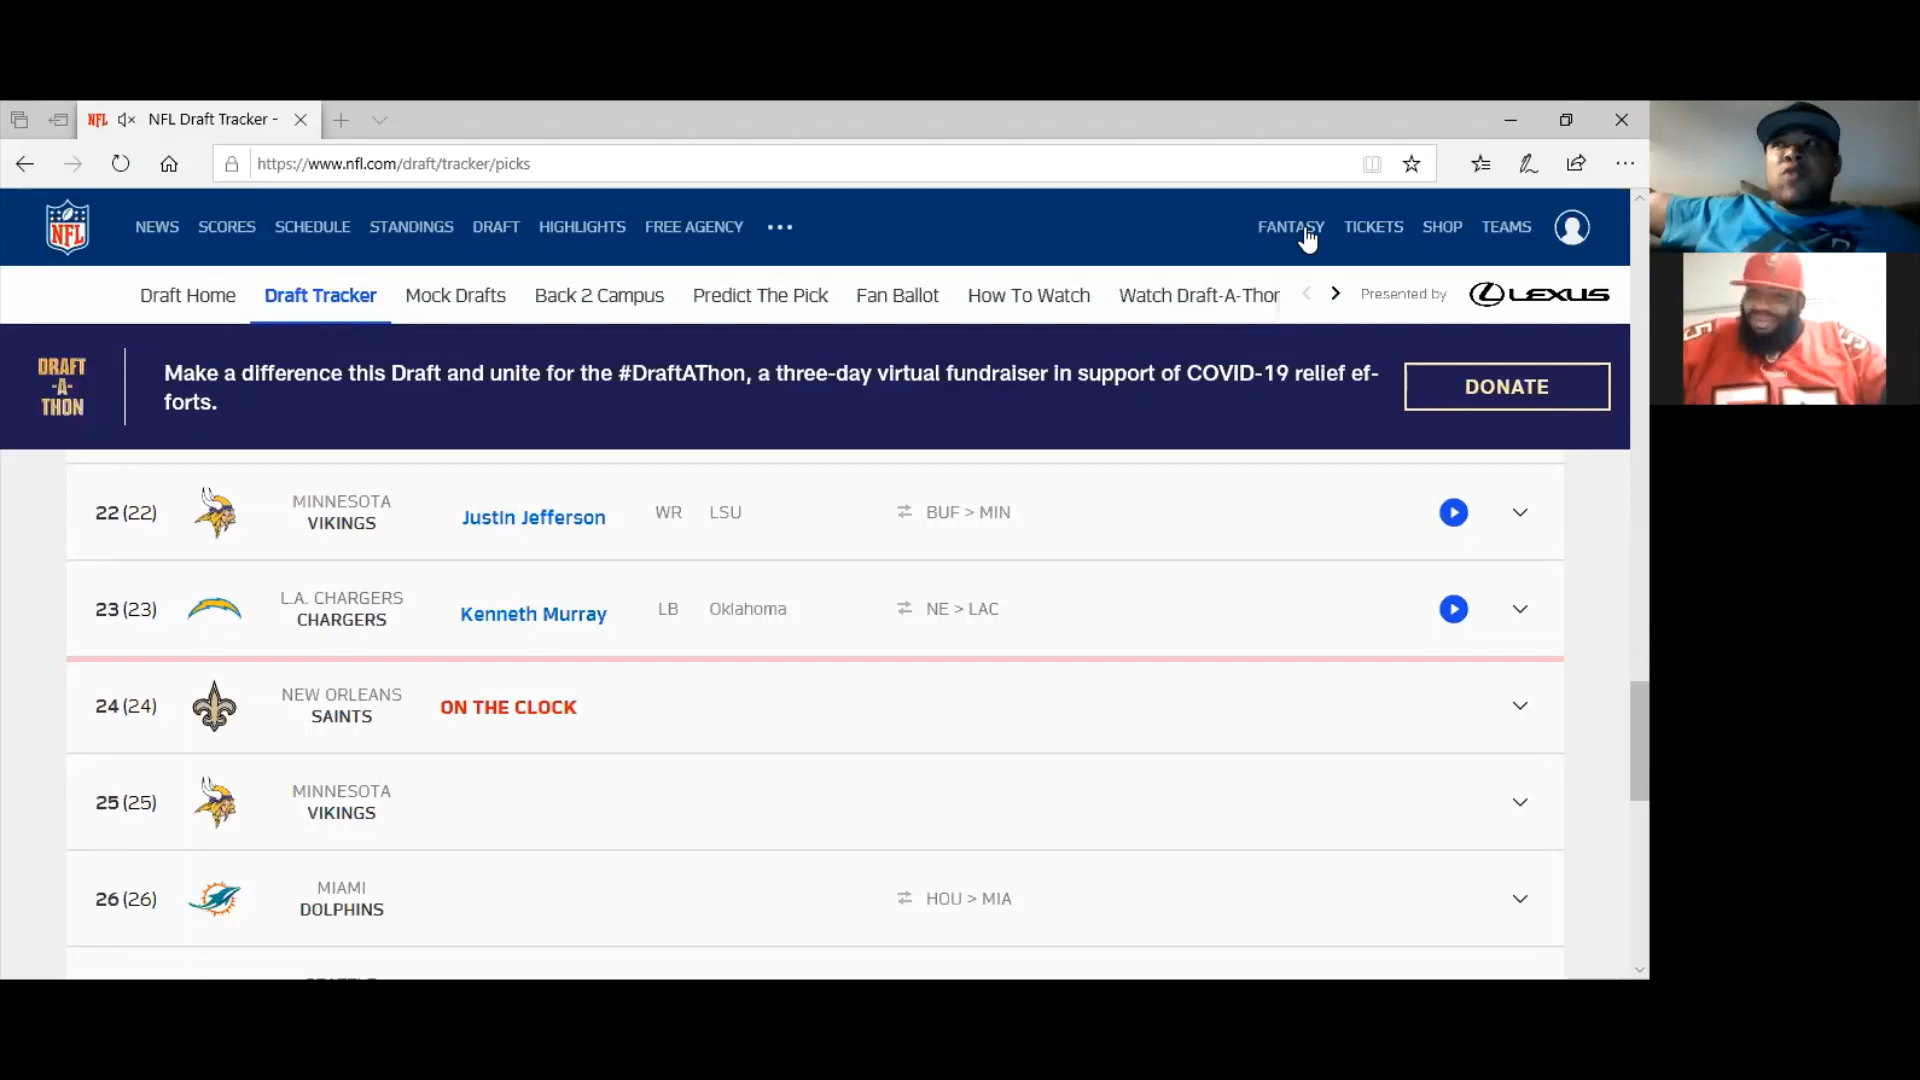 NFL NFL Draft Tracker -
https://www.nfl.com/draft/tracker/picks
NFL NEWS SCORES SCHEDULE STANDINGS DRAFT HIGHLIGHTS FREE AGENCY ••• FANTASY TICKETS SHOP TEAMS
Draft Home Draft Tracker Mock Drafts Back 2 Campus Predict The Pick Fan Ballot How To Watch Watch Draft-A-Thor Presented by LEXUS
DRAFT
-A-
THON
Make a difference this Draft and unite for the #DraftAThon, a three-day virtual fundraiser in support of COVID-19 relief ef-
forts.
DONATE
22 (22) MINNESOTA
VIKINGS
Justin Jefferson WR LSU BUF > MIN
23 (23) L.A. CHARGERS
CHARGERS
Kenneth Murray LB Oklahoma NE > LAC
24 (24) NEW ORLEANS
SAINTS
ON THE CLOCK
25 (25) MINNESOTA
VIKINGS
26 (26) MIAMI
DOLPHINS
HOU > MIA